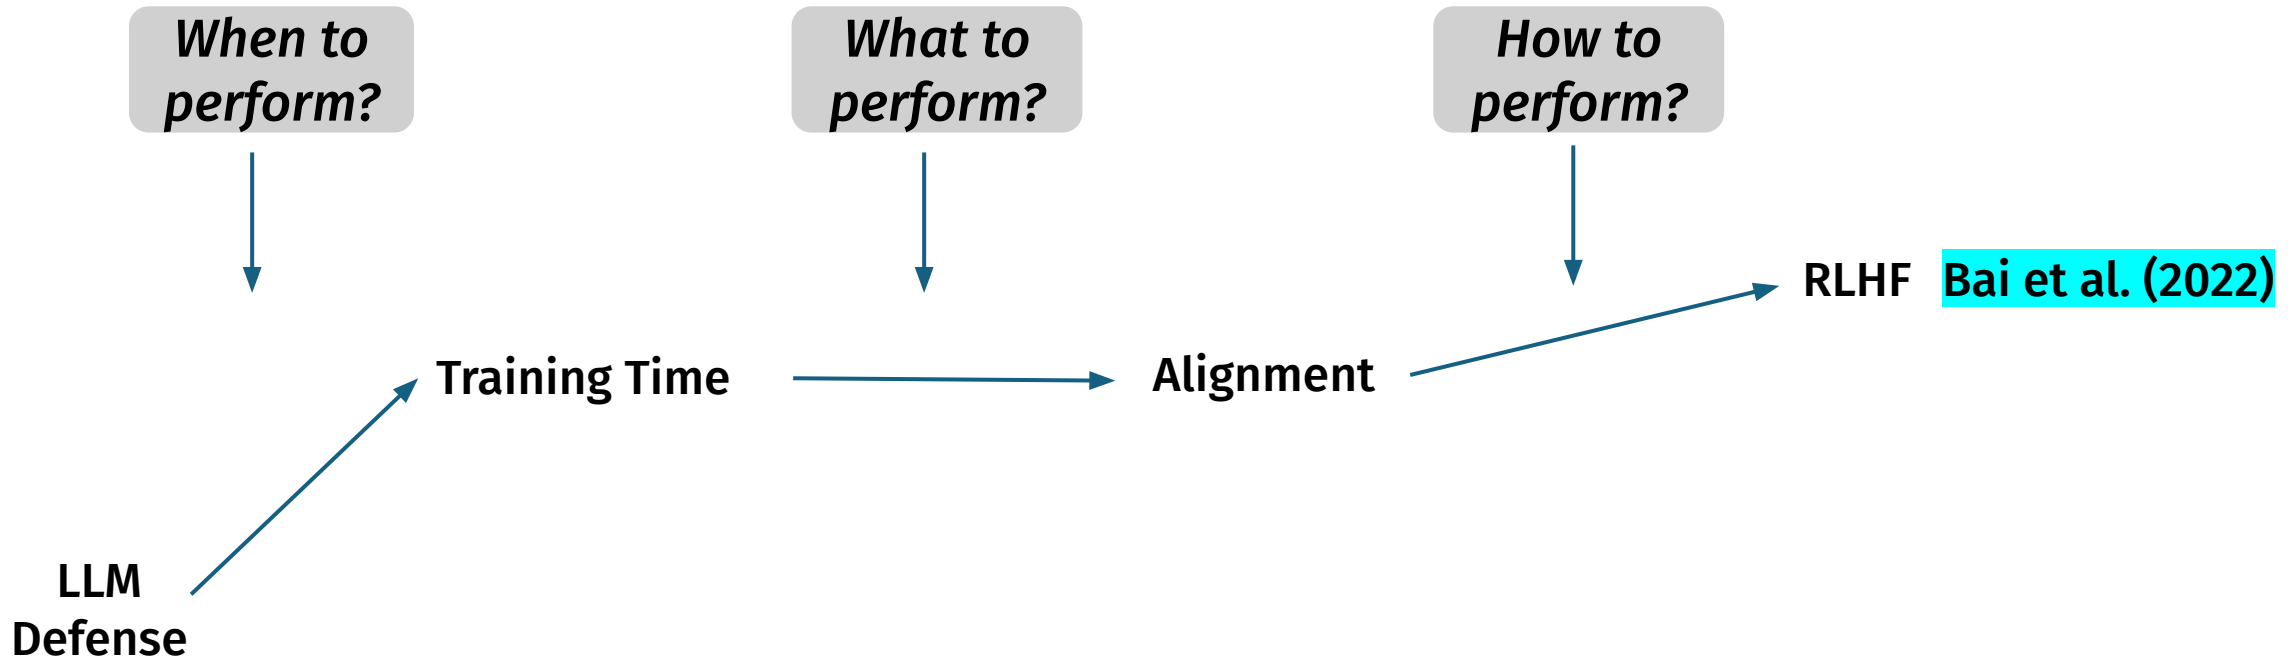 When to
perform?
What to
perform?
How to
perform?
RLHF Bai et al. (2022)
Training Time
Alignment
LLM
Defense